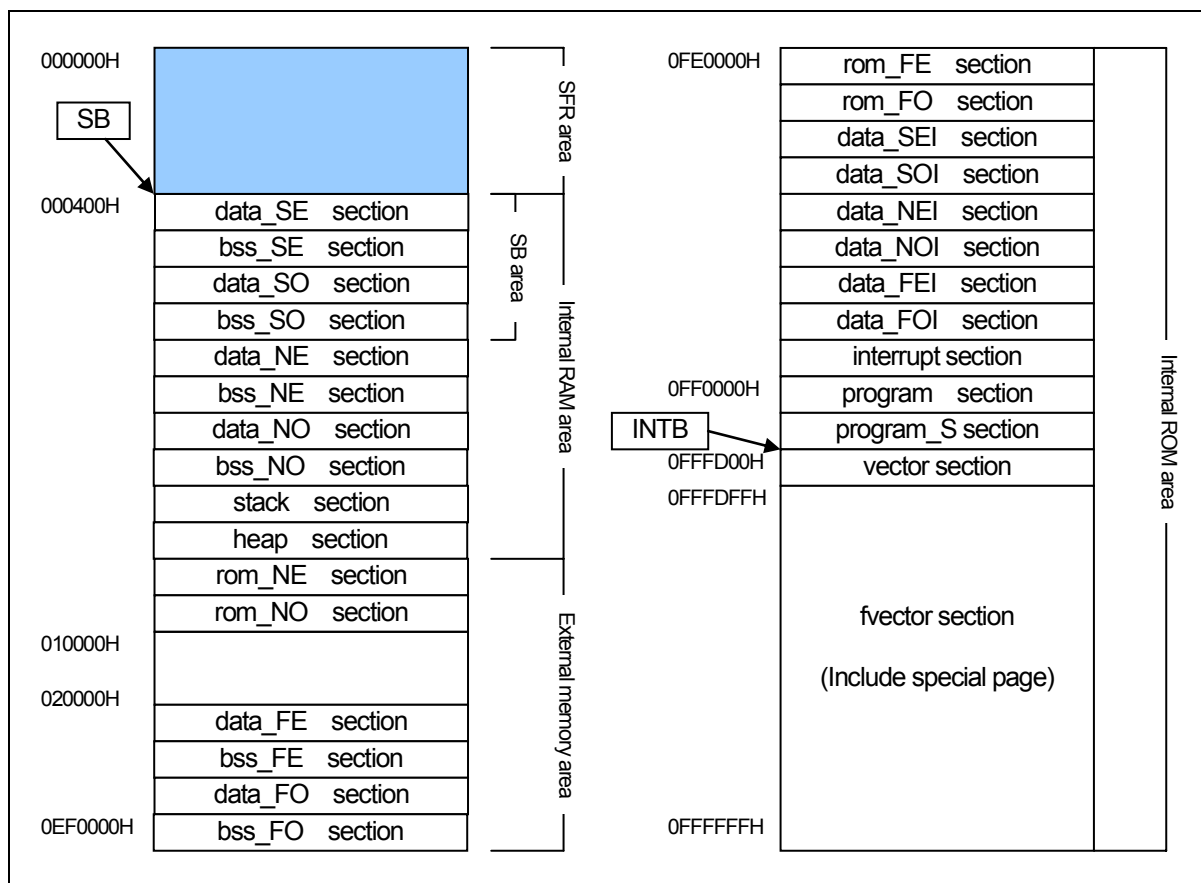 000000H
SB
000400H
data_SE section
bss_SE section
data_SO section
bss_SO section
data_NE section
bss_NE section
data_NO section
bss_NO section
stack section
heap section
rom_NE section
rom_NO section
010000H
020000H
data_FE section
bss_FE section
data_FO section
0EF0000H
bss_FO section
SFR area
SB area
Internal RAM area
External memory area
0FE0000H
rom_FE section
rom_FO section
data_SEI section
data_SOI section
data_NEI section
data_NOI section
data_FEI section
data_FOI section
interrupt section
0FF0000H
program section
INTB
program_S section
0FFFD00H
vector section
0FFFDFFH
fvector section
(Include special page)
0FFFFFFH
Internal ROM area